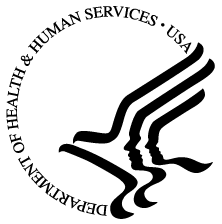 DEPARTMENT OF HEALTH & HUMAN SERVICES · USA